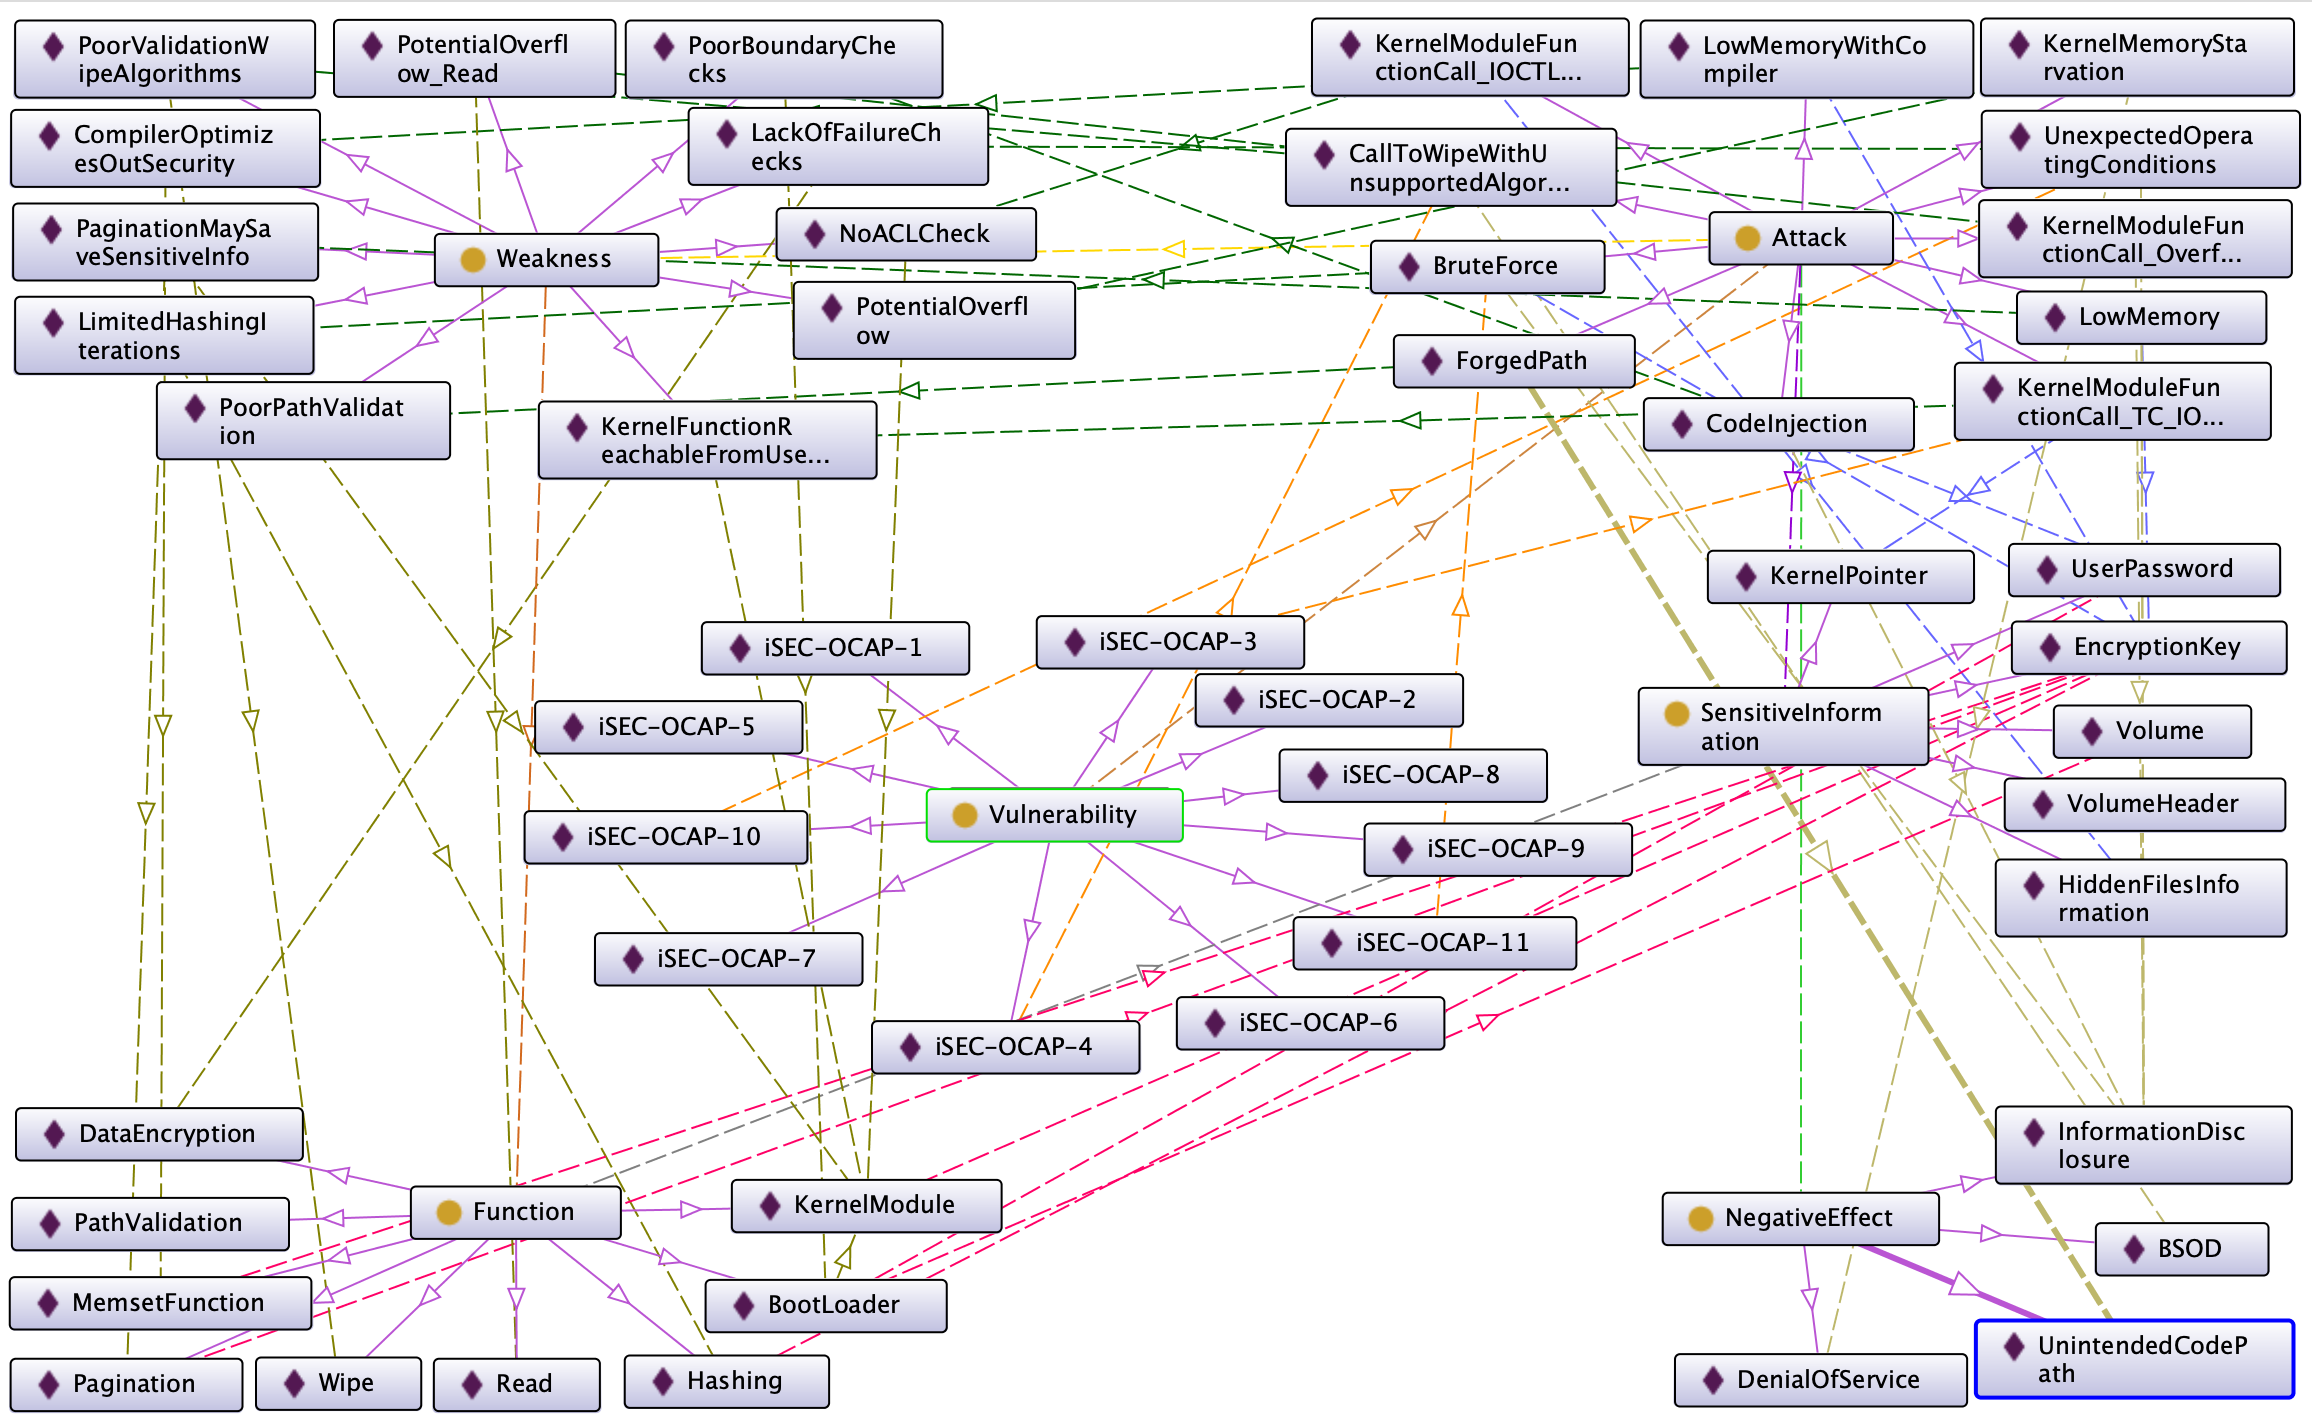 PoorValidationW
ipeAlgorithms
PotentialOverfl
ow_Read
PoorBoundaryChe
cks
KernelModuleFun
ctionCall_IOCTL...
LowMemoryWithCo
mpiler
KernelMemorySta
rvation
CompilerOptimiz
esOutSecurity
LackOfFailureCh
ecks
CallToWipeWithU
nsupportedAlgor...
UnexpectedOpera
tingConditions
PaginationMaySa
veSensitiveInfo
Weakness
NoACLCheck
BruteForce
Attack
KernelModuleFun
ctionCall_Overf...
LimitedHashingI
terations
PotentialOverfl
ow
LowMemory
ForgedPath
PoorPathValidat
ion
KernelFunctionR
eachableFromUse...
CodeInjection
KernelModuleFun
ctionCall_TC_IO...
KernelPointer
UserPassword
iSEC-OCAP-1
iSEC-OCAP-3
EncryptionKey
iSEC-OCAP-5
iSEC-OCAP-2
SensitiveInform
ation
Volume
iSEC-OCAP-8
iSEC-OCAP-10
Vulnerability
VolumeHeader
iSEC-OCAP-9
HiddenFilesInfo
rmation
iSEC-OCAP-7
iSEC-OCAP-11
iSEC-OCAP-4
iSEC-OCAP-6
DataEncryption
InformationDisc
losure
PathValidation
Function
KernelModule
NegativeEffect
BSOD
MemsetFunction
BootLoader
UnintendedCodeP
ath
Pagination
Wipe
Read
Hashing
DenialOfService